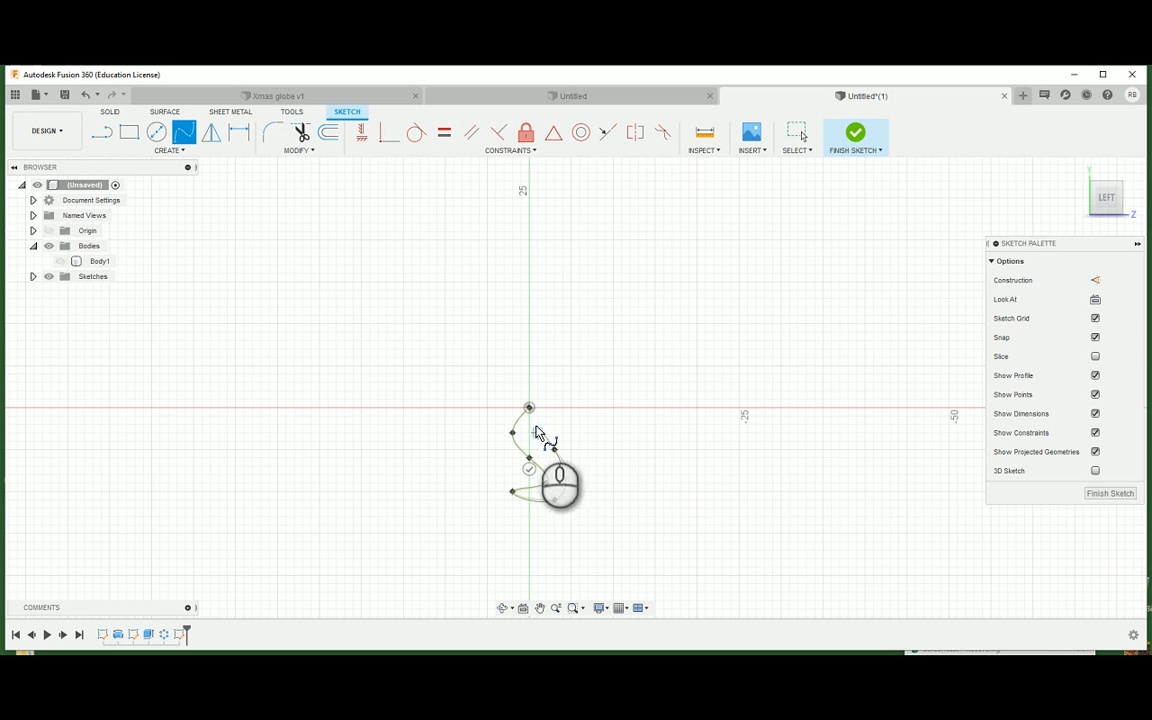 Autodesk Fusion 360 (Education License)
Xmas globe v1
Untitled
Untitled*(1)
RB
SOLID SURFACE SHEET METAL TOOLS SKETCH
DESIGN
CREATE MODIFY CONSTRAINTS INSPECT INSERT SELECT FINISH SKETCH
BROWSER
(Unsaved)
Document Settings
Named Views
Origin
Bodies
Body1
Sketches
25
-25
-50
Y
LEFT
Z
SKETCH PALETTE
Options
Construction
Look At
Sketch Grid
Snap
Slice
Show Profile
Show Points
Show Dimensions
Show Constraints
Show Projected Geometries
3D Sketch
Finish Sketch
COMMENTS